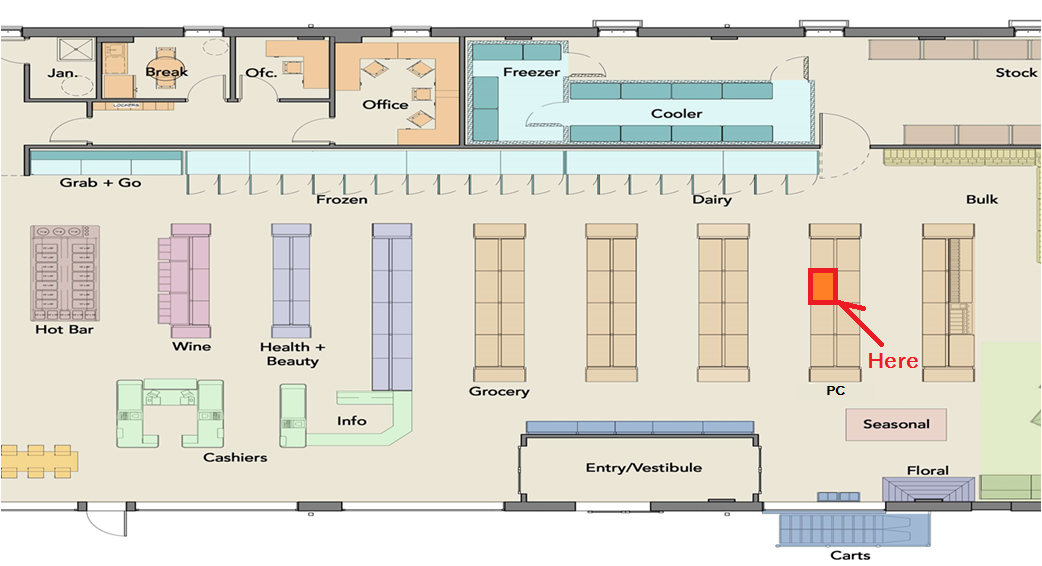 Jan.
Break
Ofc.
Office
LOCKERS
Freezer
Cooler
Stock
Grab + Go
Frozen
Dairy
Bulk
Hot Bar
Wine
Health +
Beauty
Here
Grocery
PC
Info
Seasonal
Cashiers
Entry/Vestibule
Floral
Carts